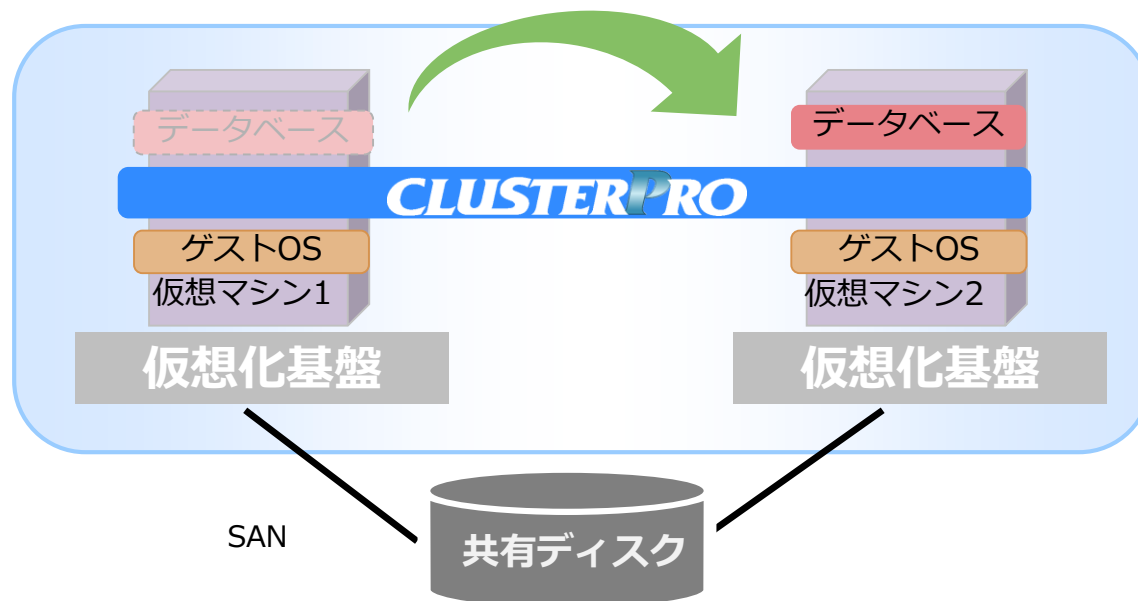 データベース
データベース
CLUSTERPRO
ゲストOS
ゲストOS
仮想マシン1
仮想マシン2
仮想化基盤
仮想化基盤
SAN
共有ディスク